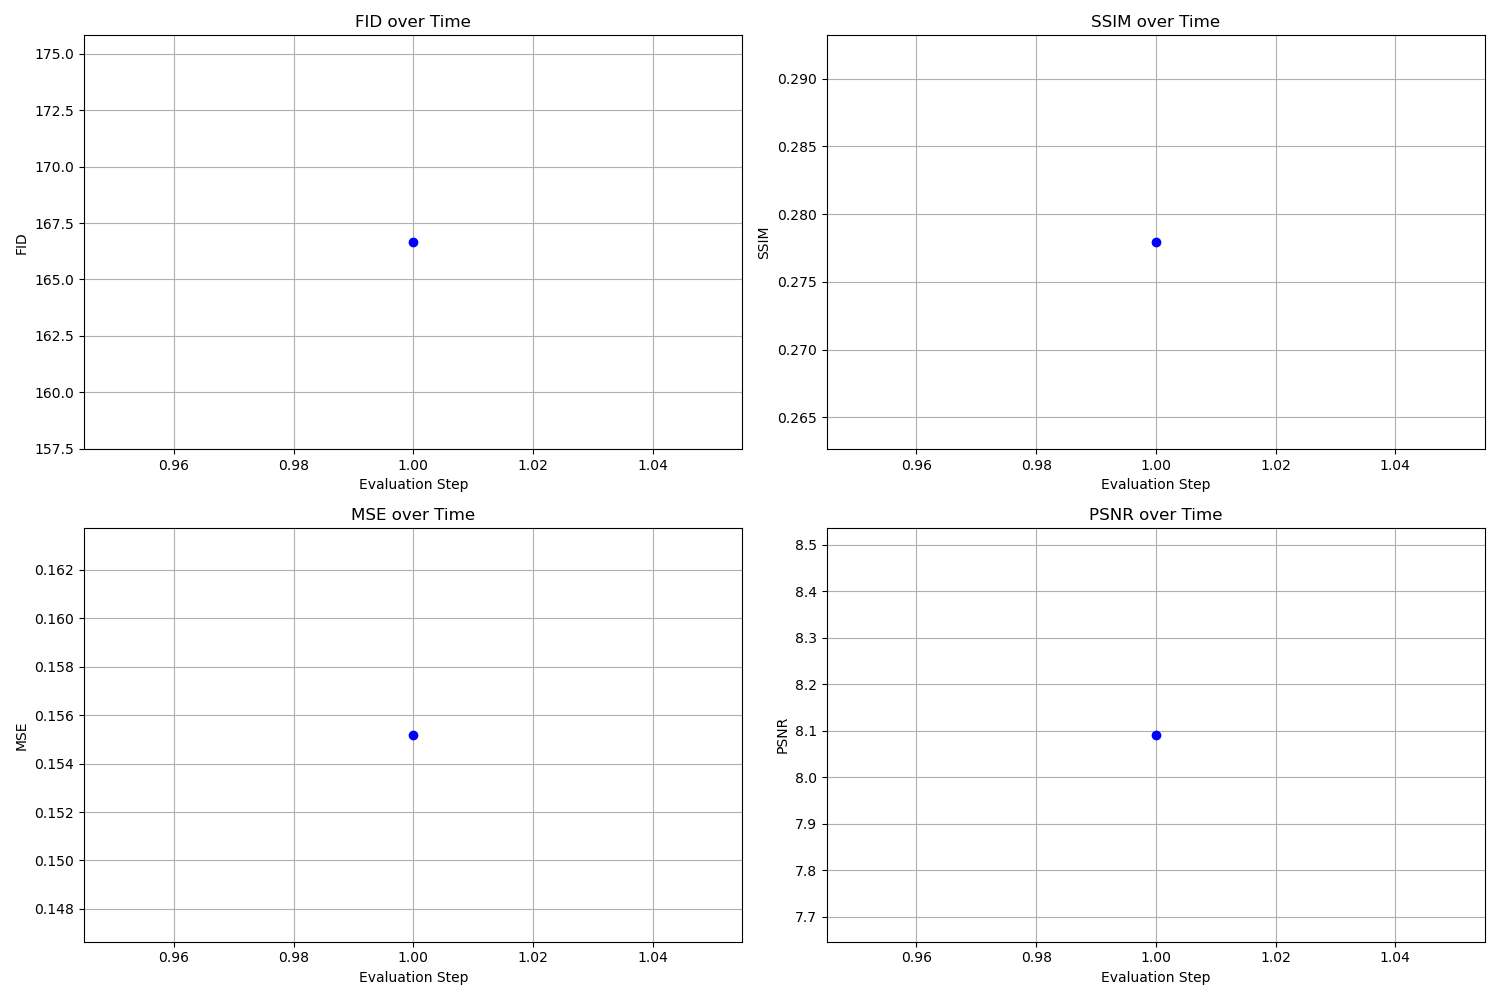 FID over Time
FID
175.0
172.5
170.0
167.5
165.0
162.5
160.0
157.5
0.96 0.98 1.00 1.02 1.04
Evaluation Step
SSIM over Time
SSIM
0.290
0.285
0.280
0.275
0.270
0.265
0.96 0.98 1.00 1.02 1.04
Evaluation Step
MSE over Time
MSE
0.162
0.160
0.158
0.156
0.154
0.152
0.150
0.148
0.96 0.98 1.00 1.02 1.04
Evaluation Step
PSNR over Time
PSNR
8.5
8.4
8.3
8.2
8.1
8.0
7.9
7.8
7.7
0.96 0.98 1.00 1.02 1.04
Evaluation Step